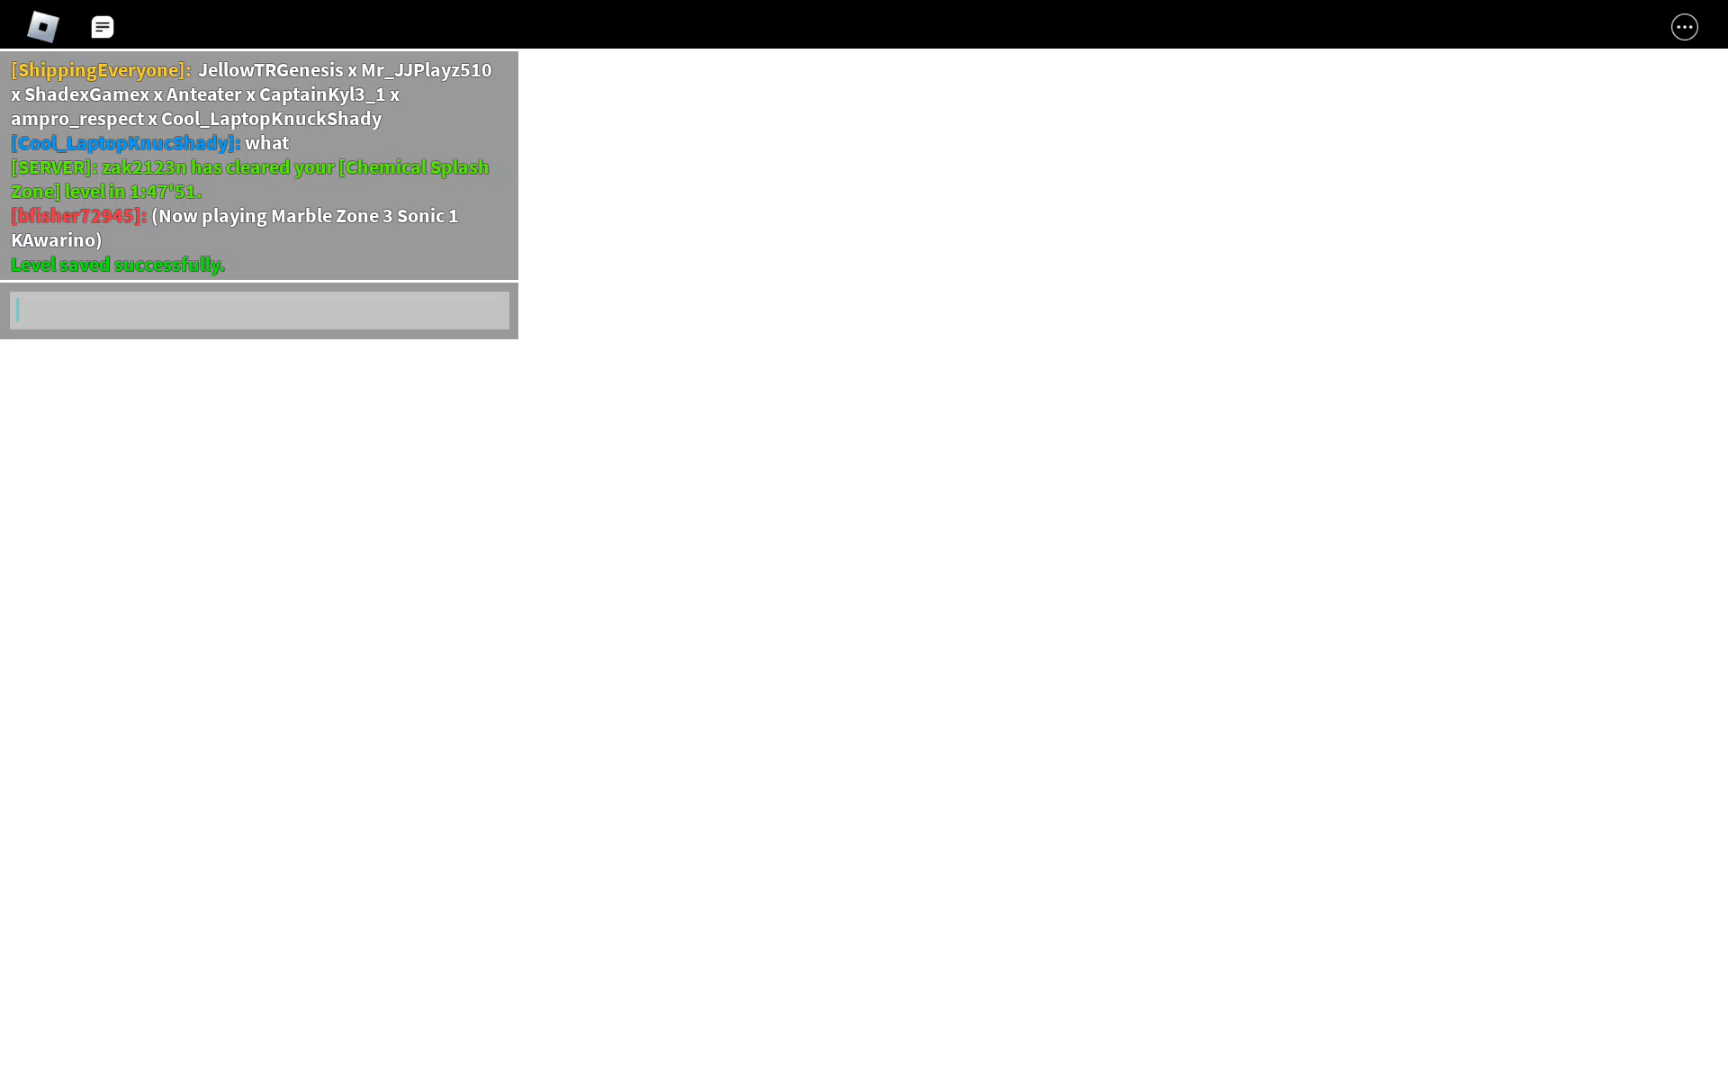 [ShippingEveryone]: JellowTRGenesis x Mr_JJPlayz510
x ShadexGamex x Anteater x CaptainKyl3_1 x
ampro_respect x Cool_LaptopKnuckShady
[Cool_LaptopKnucShady]: what
[SERVER]: zak2123n has cleared your [Chemical Splash
Zone] level in 1:47'51.
[bfisher72945]: (Now playing Marble Zone 3 Sonic 1
KAwarino)
Level saved successfully.